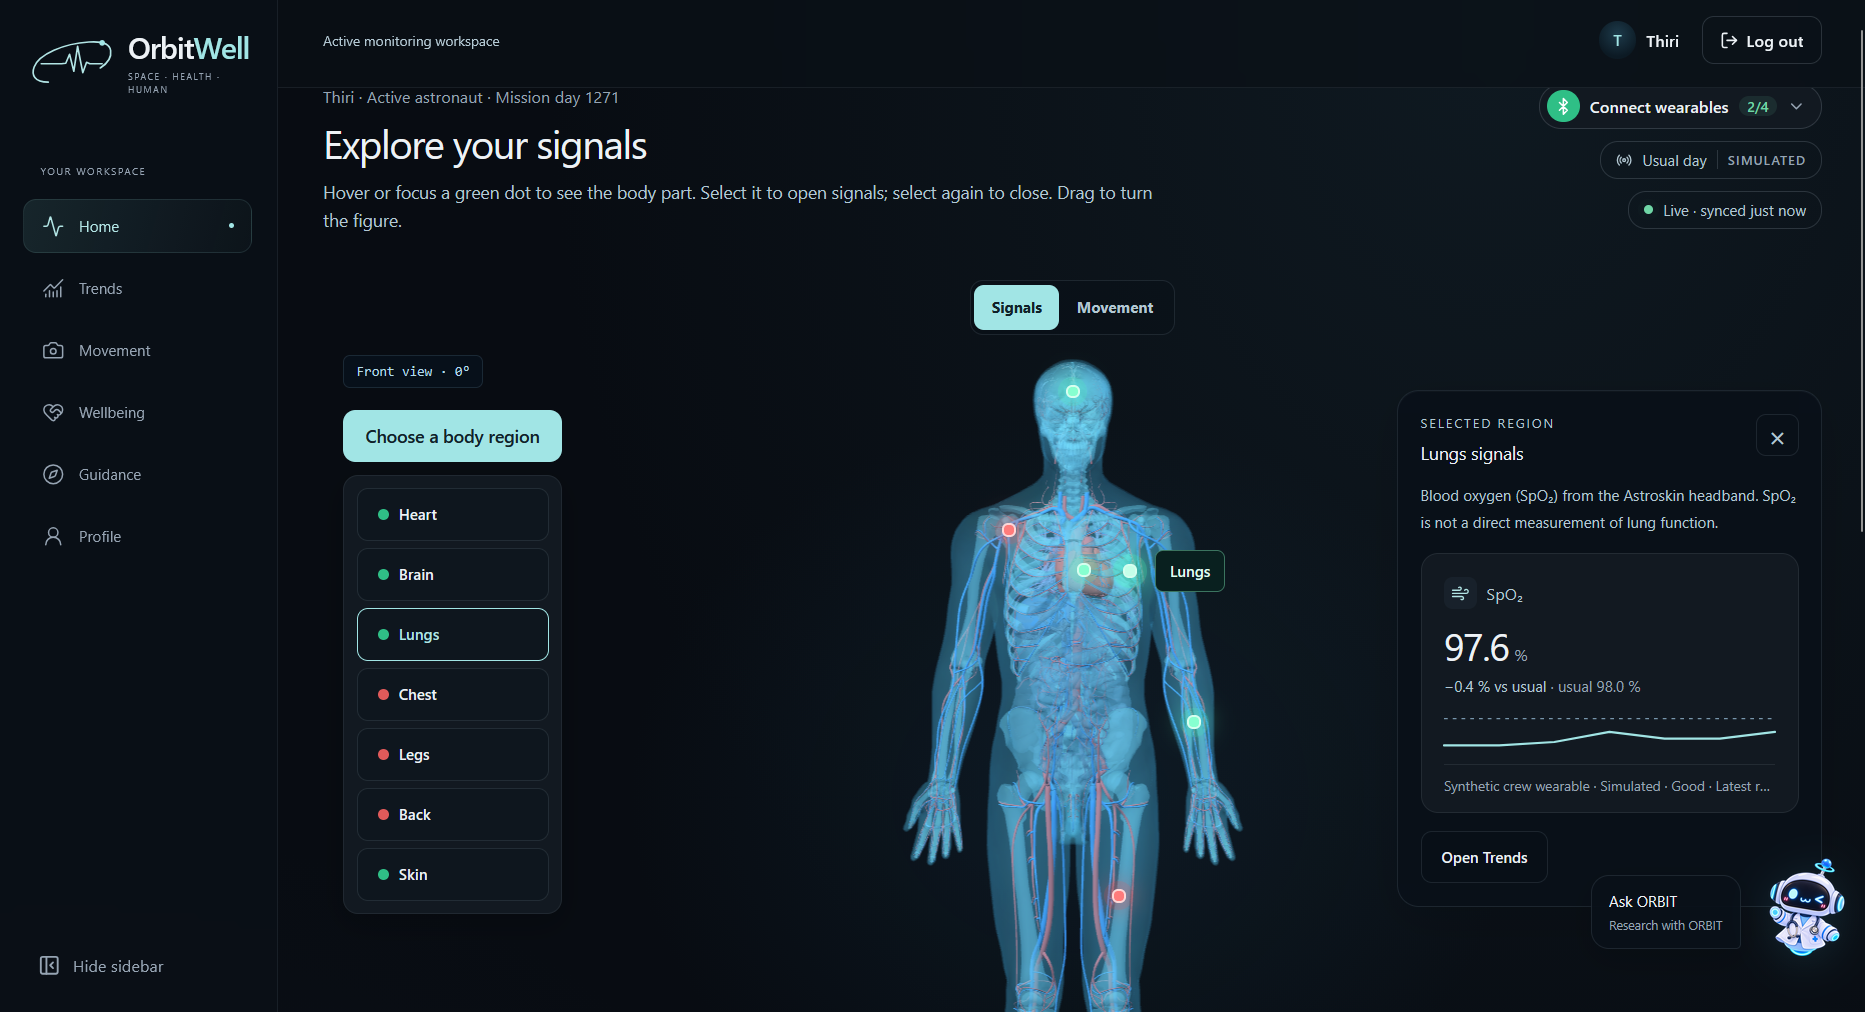 OrbitWell
SPACE · HEALTH ·
HUMAN
YOUR WORKSPACE
Home
Trends
Movement
Wellbeing
Guidance
Profile
Hide sidebar
Active monitoring workspace
T
Thiri
Log out
Thiri · Active astronaut · Mission day 1271
Explore your signals
Hover or focus a green dot to see the body part. Select it to open signals; select again to close. Drag to turn
the figure.
Connect wearables 2/4
Usual day SIMULATED
Live · synced just now
Signals
Movement
Front view · 0°
Choose a body region
Heart
Brain
Lungs
Chest
Legs
Back
Skin
Lungs
SELECTED REGION
Lungs signals
Blood oxygen (SpO₂) from the Astroskin headband. SpO₂
is not a direct measurement of lung function.
SpO₂
97.6 %
−0.4 % vs usual · usual 98.0 %
Synthetic crew wearable · Simulated · Good · Latest r...
Open Trends
Ask ORBIT
Research with ORBIT